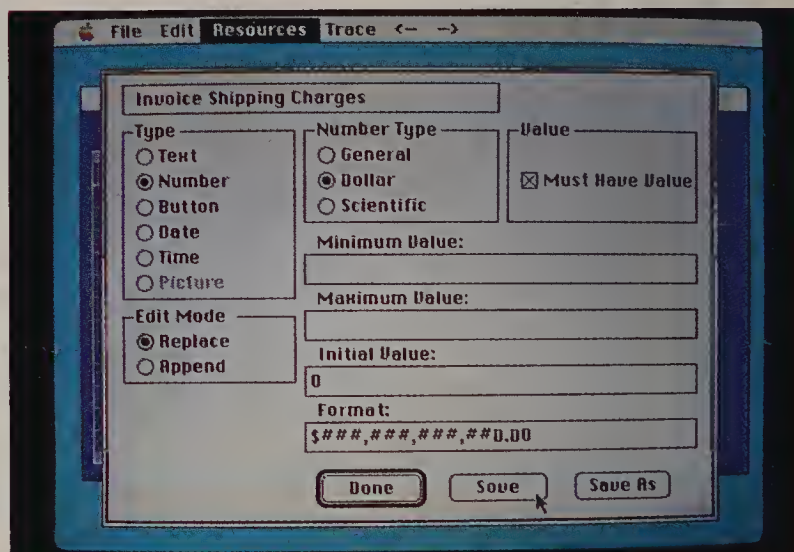 File Edit Resources Trace <— —>
Invoice Shipping Charges
Type
Text
Number
Button
Date
Time
Picture
Edit Mode
Replace
Append
Number Type
General
Dollar
Scientific
Value
Must Have Value
Minimum Value:
Maximum Value:
Initial Value:
0
Format:
$###,###,###,##0.00
Done
Save
Save As